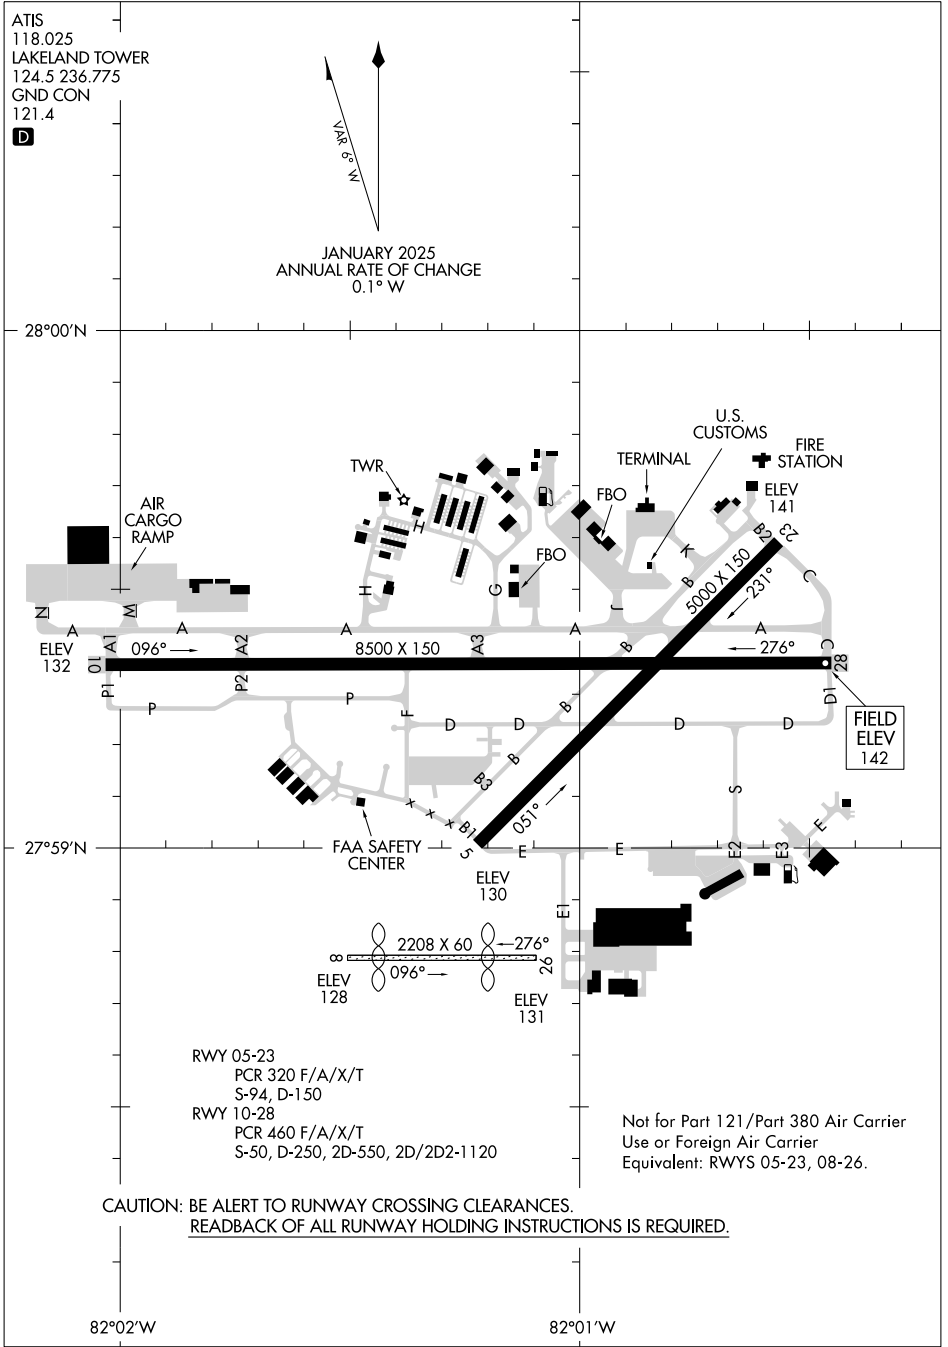 ATIS
118.025
LAKELAND TOWER
124.5 236.775
GND CON
121.4
D
VAR 6° W
JANUARY 2025
ANNUAL RATE OF CHANGE
0.1° W
28°00'N
U.S.
CUSTOMS
FIRE
STATION
TERMINAL
TWR
FBO
ELEV
141
AIR
CARGO
RAMP
H
B2
23
K
FBO
5000 X 150
C
B
231°
H
G
J
N
M
A
A
A
A
A
ELEV
132
A1
A2
A3
B
C
10
096°
8500 X 150
276°
28
P1
P2
P
P
F
D1
B
D
D
D
D
FIELD
ELEV
142
B
B3
S
051°
E
x
x
x
B1
5
27°59'N
FAA SAFETY
CENTER
E
E
E2
E3
ELEV
130
E1
2208 X 60
276°
8
096°
26
ELEV
128
ELEV
131
RWY 05-23
PCR 320 F/A/X/T
S-94, D-150
RWY 10-28
PCR 460 F/A/X/T
S-50, D-250, 2D-550, 2D/2D2-1120
Not for Part 121/Part 380 Air Carrier
Use or Foreign Air Carrier
Equivalent: RWYS 05-23, 08-26.
CAUTION: BE ALERT TO RUNWAY CROSSING CLEARANCES.
READBACK OF ALL RUNWAY HOLDING INSTRUCTIONS IS REQUIRED.
82°02'W
82°01'W